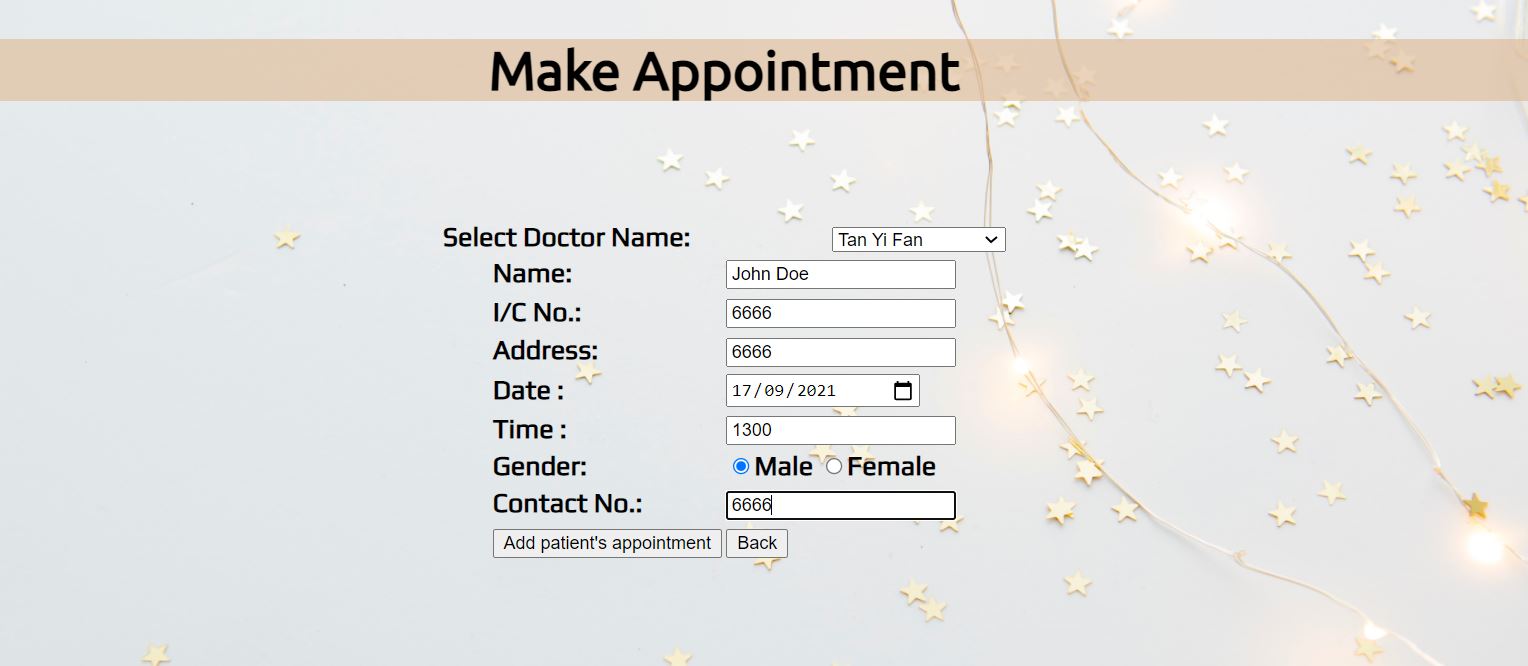 Make Appointment
Select Doctor Name: Tan Yi Fan
Name: John Doe
I/C No.: 6666
Address: 6666
Date : 17/09/2021
Time : 1300
Gender: Male Female
Contact No.: 6666
Add patient's appointment Back